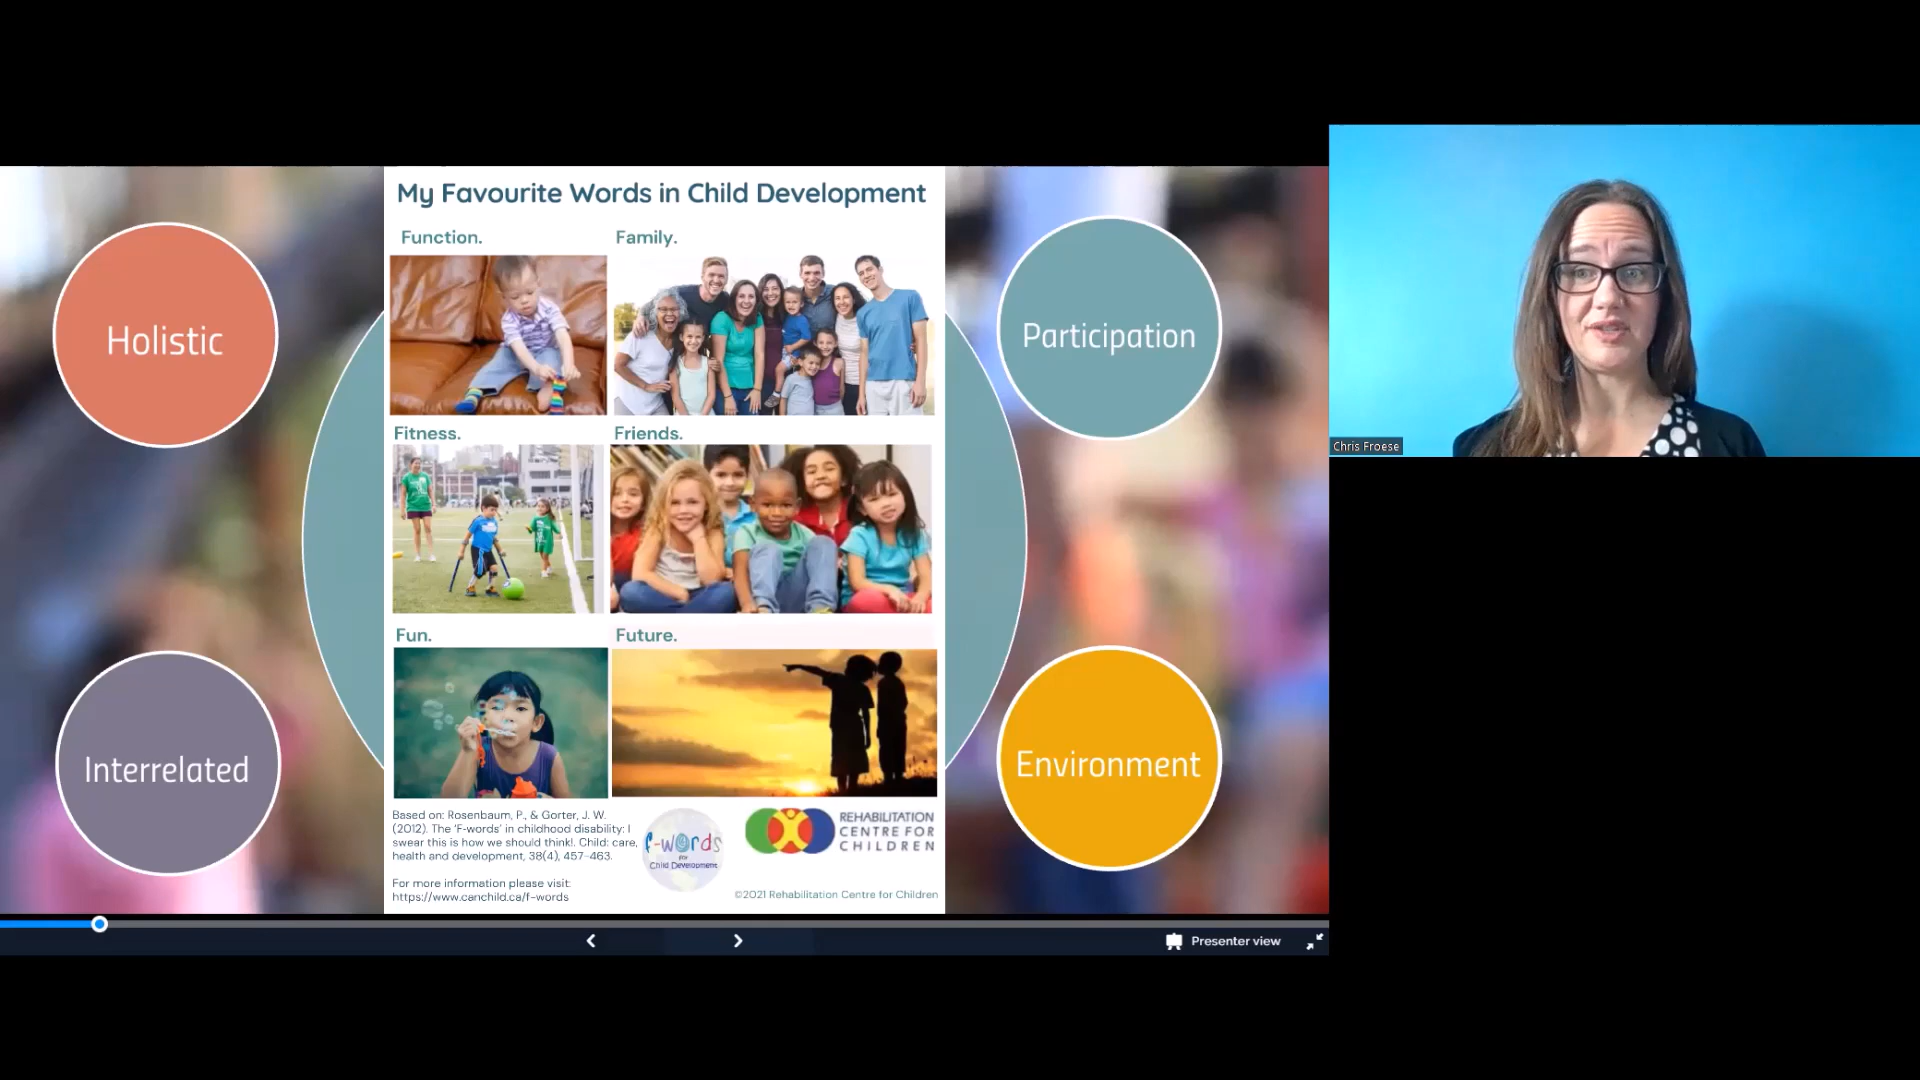 My Favourite Words in Child Development
Function.
Family.
Fitness.
Friends.
Fun.
Future.
Holistic
Interrelated
Participation
Environment
Based on: Rosenbaum, P., & Gorter, J. W.
(2012). The 'F-words' in childhood disability: I
swear this is how we should think!. Child: care,
health and development, 38(4), 457-463.
For more information please visit:
https://www.canchild.ca/f-words
f-words
for
Child Development
REHABILITATION
CENTRE FOR
CHILDREN
©2021 Rehabilitation Centre for Children
Presenter view
Chris Froese